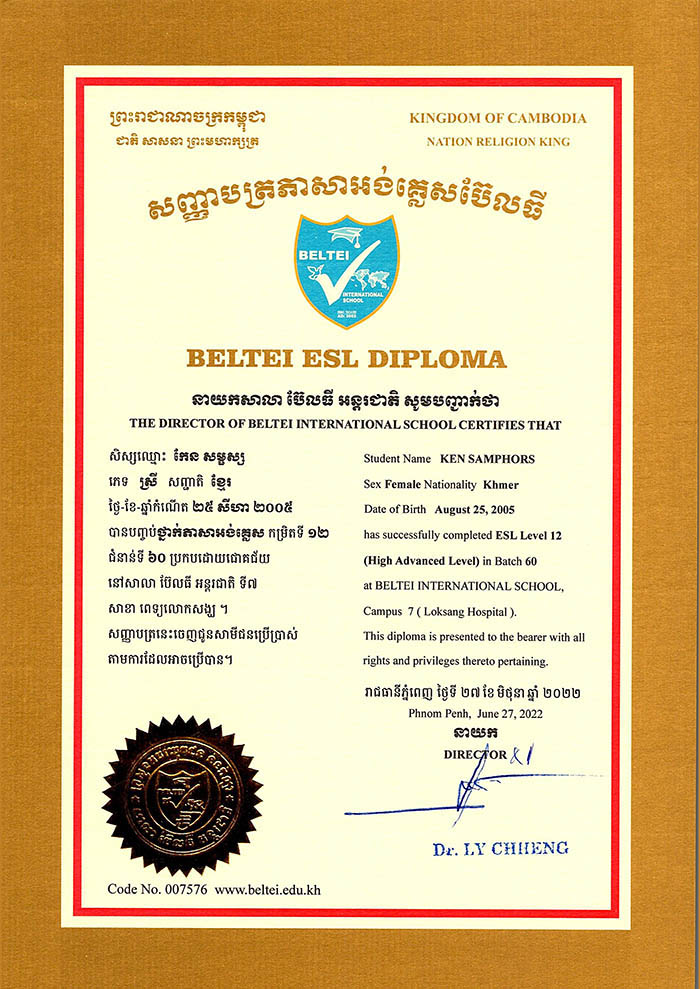 ព្រះរាជាណាចក្រកម្ពុជា
ជាតិ សាសនា ព្រះមហាក្សត្រ
KINGDOM OF CAMBODIA
NATION RELIGION KING
សញ្ញាបត្រភាសាអង់គ្លេសប៊ែលធី
BELTEI
INTERNATIONAL
SCHOOL
BELTEI ESL DIPLOMA
នាយកសាលា ប៊ែលធី អន្តរជាតិ សូមបញ្ជាក់ថា
THE DIRECTOR OF BELTEI INTERNATIONAL SCHOOL CERTIFIES THAT
សិស្សឈ្មោះ កែន សម្ផស្ស
ភេទ ស្រី សញ្ជាតិ ខ្មែរ
ថ្ងៃ-ខែ-ឆ្នាំកំណើត ២៥ សីហា ២០០៥
បានបញ្ចប់ថ្នាក់ភាសាអង់គ្លេស កម្រិតទី ១២
ជំនាន់ទី ៦០ ប្រកបដោយជោគជ័យ
នៅសាលា ប៊ែលធី អន្តរជាតិ ទី៧
សាខា ពេទ្យលោកសង្ឃ ។
សញ្ញាបត្រនេះចេញជូនសាមីជនប្រើប្រាស់
តាមការដែលអាចប្រើបាន។
Student Name KEN SAMPHORS
Sex Female Nationality Khmer
Date of Birth August 25, 2005
has successfully completed ESL Level 12
(High Advanced Level) in Batch 60
at BELTEI INTERNATIONAL SCHOOL,
Campus 7 ( Loksang Hospital ).
This diploma is presented to the bearer with all
rights and privileges thereto pertaining.
រាជធានីភ្នំពេញ ថ្ងៃទី ២៧ ខែ មិថុនា ឆ្នាំ ២០២២
Phnom Penh, June 27, 2022
នាយក
DIRECTOR
Dr. LY CHHENG
Code No. 007576 www.beltei.edu.kh